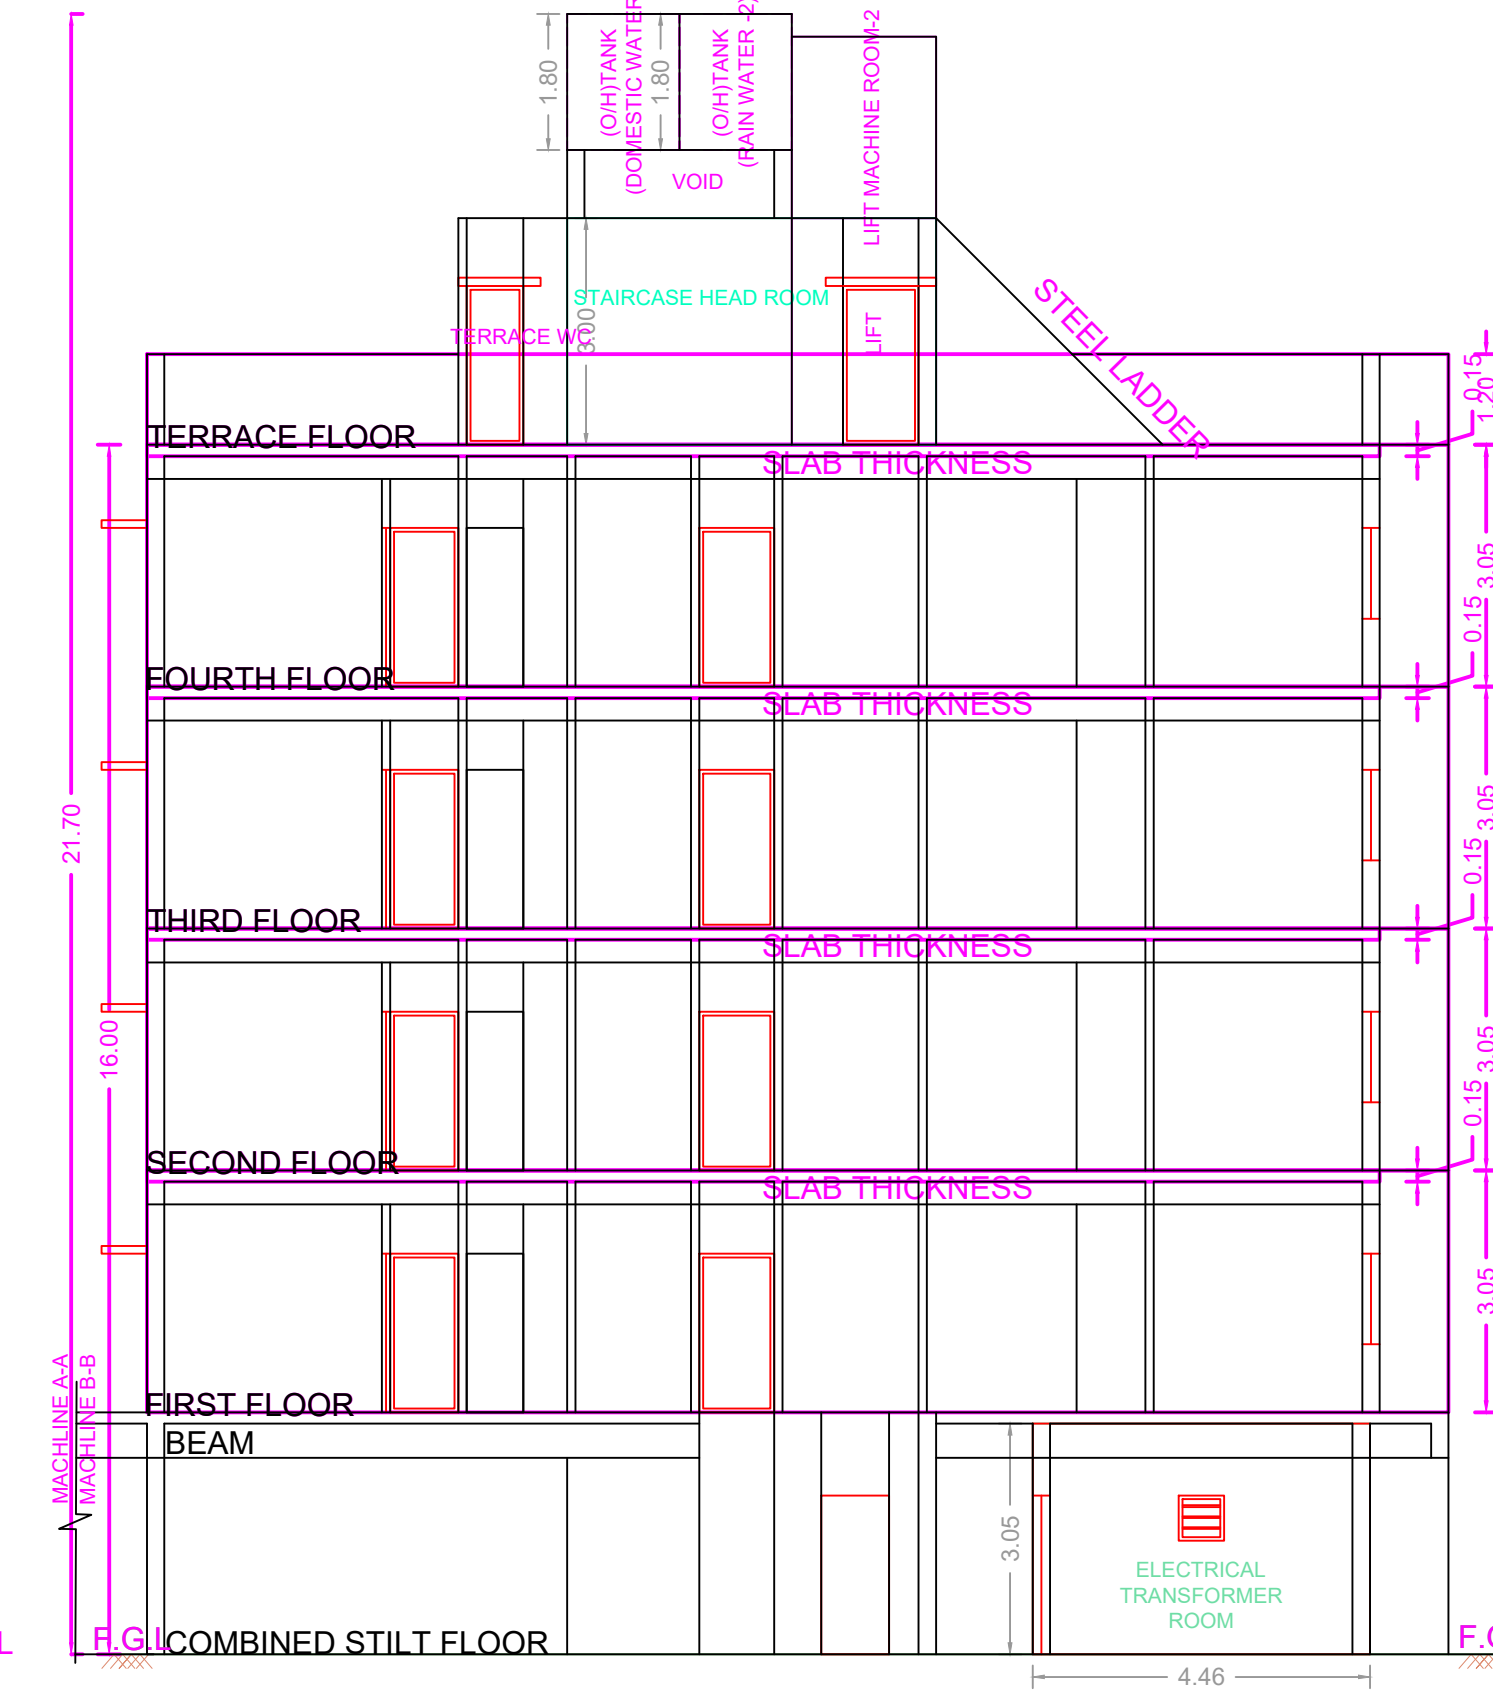 1.80
(O/H)TANK
(DOMESTIC WATER
1.80
(O/H)TANK
(RAIN WATER -2)
LIFT MACHINE ROOM-2
VOID
STAIRCASE HEAD ROOM
TERRACE WC
3.00
LIFT
STEEL LADDER
0.15
1.20
TERRACE FLOOR
SLAB THICKNESS
3.05
0.15
FOURTH FLOOR
SLAB THICKNESS
21.70
3.05
0.15
THIRD FLOOR
SLAB THICKNESS
16.00
3.05
0.15
SECOND FLOOR
SLAB THICKNESS
3.05
MACHLINE A-A
MACHLINE B-B
FIRST FLOOR
BEAM
3.05
ELECTRICAL
TRANSFORMER
ROOM
L
F.G.L
COMBINED STILT FLOOR
F.G
4.46